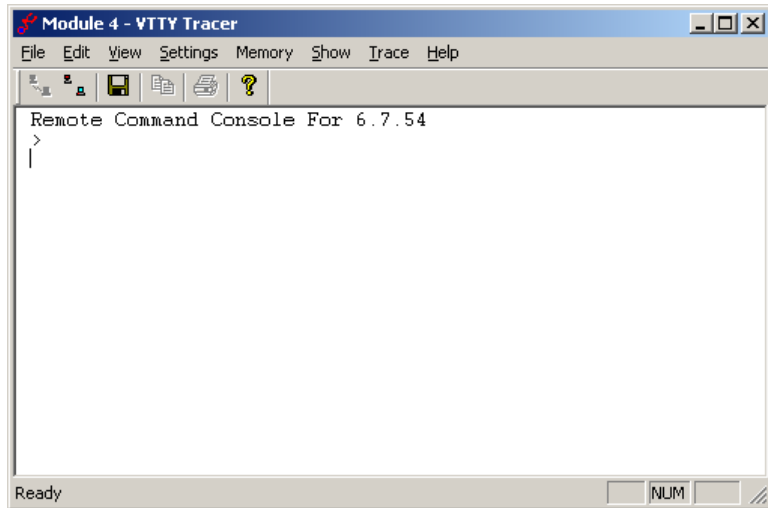 Module 4 - VTTY Tracer
File Edit View Settings Memory Show Trace Help
Remote Command Console For 6.7.54
>
Ready NUM